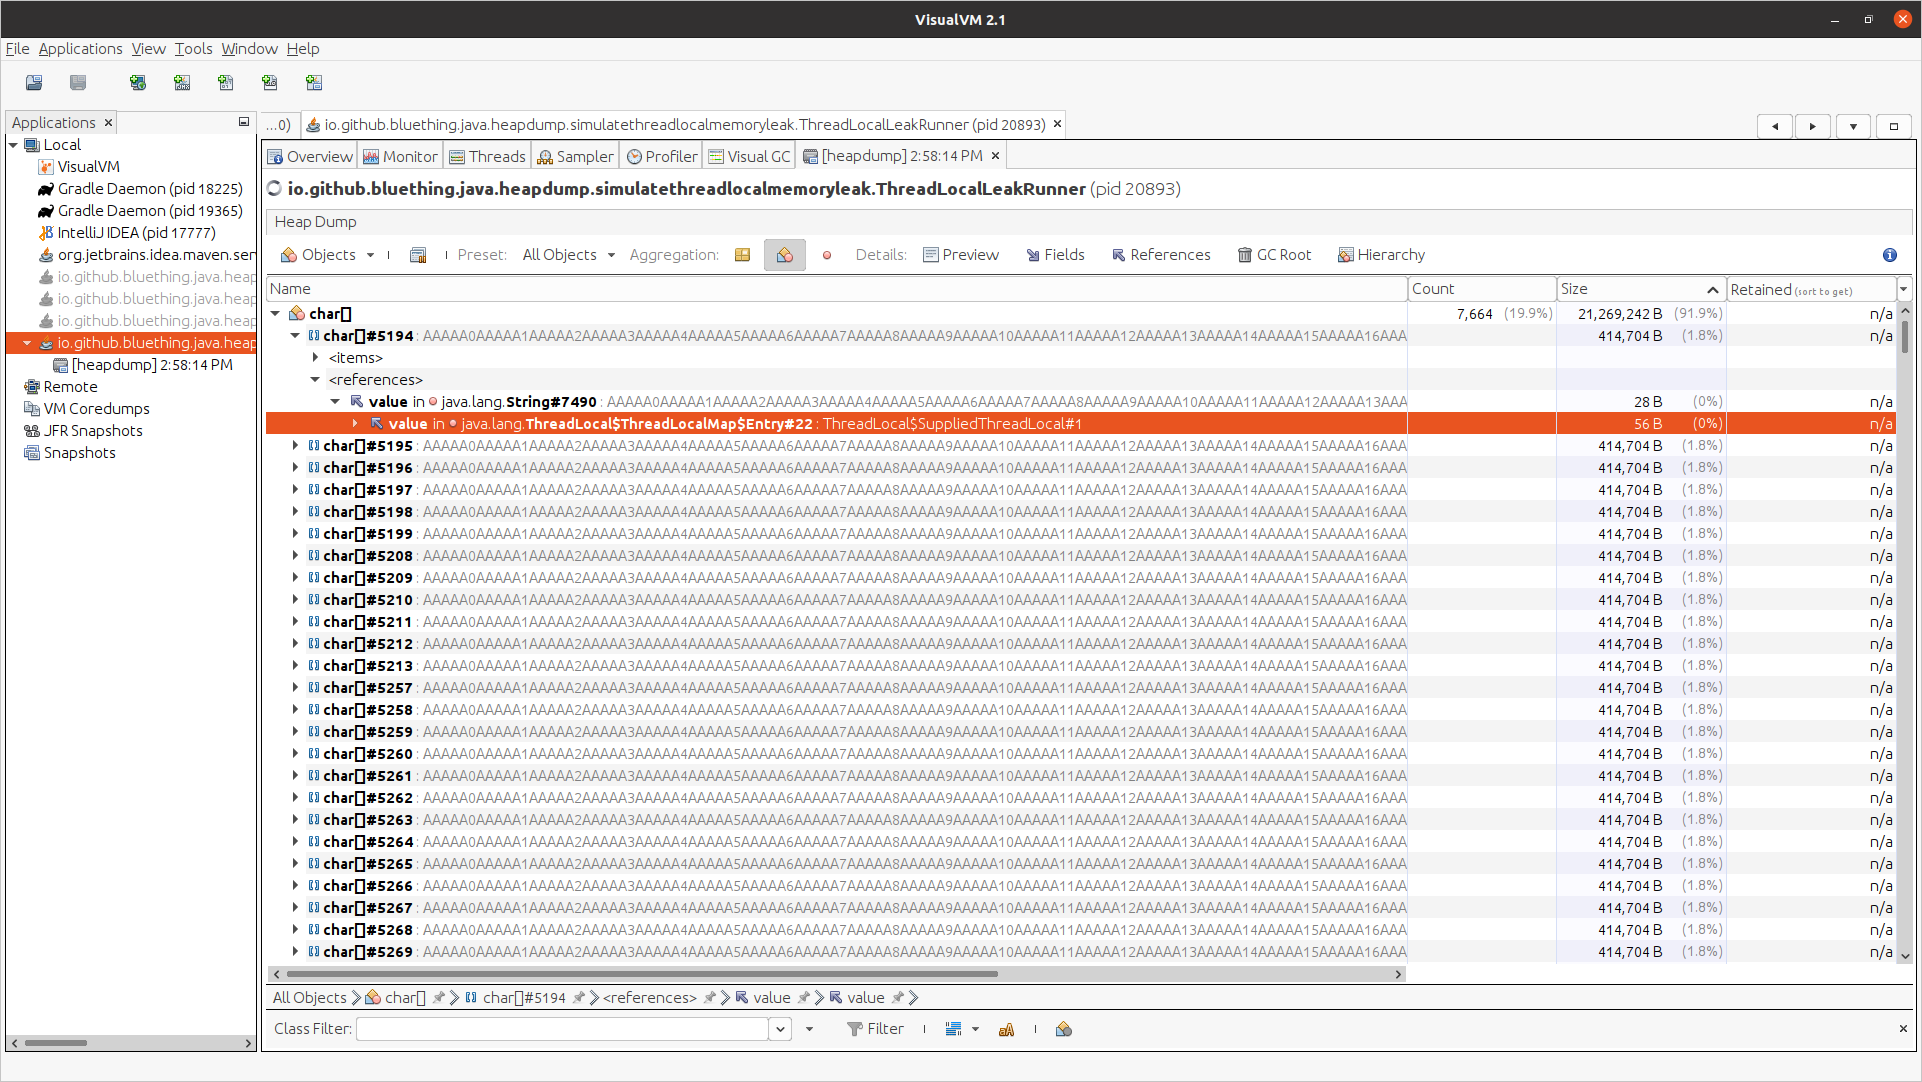 VisualVM 2.1
File Applications View Tools Window Help
Applications
...0) io.github.bluething.java.heapdump.simulatethreadlocalmemoryleak.ThreadLocalLeakRunner (pid 20893)
Local
VisualVM
Gradle Daemon (pid 18225)
Gradle Daemon (pid 19365)
IntelliJ IDEA (pid 17777)
org.jetbrains.idea.maven.ser
io.github.bluething.java.heap
io.github.bluething.java.heap
io.github.bluething.java.heap
io.github.bluething.java.heap
[heapdump] 2:58:14 PM
Remote
VM Coredumps
JFR Snapshots
Snapshots
Overview Monitor Threads Sampler Profiler Visual GC [heapdump] 2:58:14 PM
io.github.bluething.java.heapdump.simulatethreadlocalmemoryleak.ThreadLocalLeakRunner (pid 20893)
Heap Dump
Objects Preset: All Objects Aggregation: Details: Preview Fields References GC Root Hierarchy
Name Count Size Retained (sort to get)
char[] 7,664 (19.9%) 21,269,242 B (91.9%) n/a
char[]#5194 : AAAAA0AAAAA1AAAAA2AAAAA3AAAAA4AAAAA5AAAAA6AAAAA7AAAAA8AAAAA9AAAAA10AAAAA11AAAAA12AAAAA13AAAAA14AAAAA15AAAAA16AAA 414,704 B (1.8%) n/a
<items>
<references>
value in java.lang.String#7490 : AAAAA0AAAAA1AAAAA2AAAAA3AAAAA4AAAAA5AAAAA6AAAAA7AAAAA8AAAAA9AAAAA10AAAAA11AAAAA12AAAAA13AAA 28 B (0%) n/a
value in java.lang.ThreadLocal$ThreadLocalMap$Entry#22 : ThreadLocal$SuppliedThreadLocal#1 56 B (0%) n/a
char[]#5195 : AAAAA0AAAAA1AAAAA2AAAAA3AAAAA4AAAAA5AAAAA6AAAAA7AAAAA8AAAAA9AAAAA10AAAAA11AAAAA12AAAAA13AAAAA14AAAAA15AAAAA16AAA 414,704 B (1.8%) n/a
char[]#5196 : AAAAA0AAAAA1AAAAA2AAAAA3AAAAA4AAAAA5AAAAA6AAAAA7AAAAA8AAAAA9AAAAA10AAAAA11AAAAA12AAAAA13AAAAA14AAAAA15AAAAA16AAA 414,704 B (1.8%) n/a
char[]#5197 : AAAAA0AAAAA1AAAAA2AAAAA3AAAAA4AAAAA5AAAAA6AAAAA7AAAAA8AAAAA9AAAAA10AAAAA11AAAAA12AAAAA13AAAAA14AAAAA15AAAAA16AAA 414,704 B (1.8%) n/a
char[]#5198 : AAAAA0AAAAA1AAAAA2AAAAA3AAAAA4AAAAA5AAAAA6AAAAA7AAAAA8AAAAA9AAAAA10AAAAA11AAAAA12AAAAA13AAAAA14AAAAA15AAAAA16AAA 414,704 B (1.8%) n/a
char[]#5199 : AAAAA0AAAAA1AAAAA2AAAAA3AAAAA4AAAAA5AAAAA6AAAAA7AAAAA8AAAAA9AAAAA10AAAAA11AAAAA12AAAAA13AAAAA14AAAAA15AAAAA16AAA 414,704 B (1.8%) n/a
char[]#5208 : AAAAA0AAAAA1AAAAA2AAAAA3AAAAA4AAAAA5AAAAA6AAAAA7AAAAA8AAAAA9AAAAA10AAAAA11AAAAA12AAAAA13AAAAA14AAAAA15AAAAA16AAA 414,704 B (1.8%) n/a
char[]#5209 : AAAAA0AAAAA1AAAAA2AAAAA3AAAAA4AAAAA5AAAAA6AAAAA7AAAAA8AAAAA9AAAAA10AAAAA11AAAAA12AAAAA13AAAAA14AAAAA15AAAAA16AAA 414,704 B (1.8%) n/a
char[]#5210 : AAAAA0AAAAA1AAAAA2AAAAA3AAAAA4AAAAA5AAAAA6AAAAA7AAAAA8AAAAA9AAAAA10AAAAA11AAAAA12AAAAA13AAAAA14AAAAA15AAAAA16AAA 414,704 B (1.8%) n/a
char[]#5211 : AAAAA0AAAAA1AAAAA2AAAAA3AAAAA4AAAAA5AAAAA6AAAAA7AAAAA8AAAAA9AAAAA10AAAAA11AAAAA12AAAAA13AAAAA14AAAAA15AAAAA16AAA 414,704 B (1.8%) n/a
char[]#5212 : AAAAA0AAAAA1AAAAA2AAAAA3AAAAA4AAAAA5AAAAA6AAAAA7AAAAA8AAAAA9AAAAA10AAAAA11AAAAA12AAAAA13AAAAA14AAAAA15AAAAA16AAA 414,704 B (1.8%) n/a
char[]#5213 : AAAAA0AAAAA1AAAAA2AAAAA3AAAAA4AAAAA5AAAAA6AAAAA7AAAAA8AAAAA9AAAAA10AAAAA11AAAAA12AAAAA13AAAAA14AAAAA15AAAAA16AAA 414,704 B (1.8%) n/a
char[]#5257 : AAAAA0AAAAA1AAAAA2AAAAA3AAAAA4AAAAA5AAAAA6AAAAA7AAAAA8AAAAA9AAAAA10AAAAA11AAAAA12AAAAA13AAAAA14AAAAA15AAAAA16AAA 414,704 B (1.8%) n/a
char[]#5258 : AAAAA0AAAAA1AAAAA2AAAAA3AAAAA4AAAAA5AAAAA6AAAAA7AAAAA8AAAAA9AAAAA10AAAAA11AAAAA12AAAAA13AAAAA14AAAAA15AAAAA16AAA 414,704 B (1.8%) n/a
char[]#5259 : AAAAA0AAAAA1AAAAA2AAAAA3AAAAA4AAAAA5AAAAA6AAAAA7AAAAA8AAAAA9AAAAA10AAAAA11AAAAA12AAAAA13AAAAA14AAAAA15AAAAA16AAA 414,704 B (1.8%) n/a
char[]#5260 : AAAAA0AAAAA1AAAAA2AAAAA3AAAAA4AAAAA5AAAAA6AAAAA7AAAAA8AAAAA9AAAAA10AAAAA11AAAAA12AAAAA13AAAAA14AAAAA15AAAAA16AAA 414,704 B (1.8%) n/a
char[]#5261 : AAAAA0AAAAA1AAAAA2AAAAA3AAAAA4AAAAA5AAAAA6AAAAA7AAAAA8AAAAA9AAAAA10AAAAA11AAAAA12AAAAA13AAAAA14AAAAA15AAAAA16AAA 414,704 B (1.8%) n/a
char[]#5262 : AAAAA0AAAAA1AAAAA2AAAAA3AAAAA4AAAAA5AAAAA6AAAAA7AAAAA8AAAAA9AAAAA10AAAAA11AAAAA12AAAAA13AAAAA14AAAAA15AAAAA16AAA 414,704 B (1.8%) n/a
char[]#5263 : AAAAA0AAAAA1AAAAA2AAAAA3AAAAA4AAAAA5AAAAA6AAAAA7AAAAA8AAAAA9AAAAA10AAAAA11AAAAA12AAAAA13AAAAA14AAAAA15AAAAA16AAA 414,704 B (1.8%) n/a
char[]#5264 : AAAAA0AAAAA1AAAAA2AAAAA3AAAAA4AAAAA5AAAAA6AAAAA7AAAAA8AAAAA9AAAAA10AAAAA11AAAAA12AAAAA13AAAAA14AAAAA15AAAAA16AAA 414,704 B (1.8%) n/a
char[]#5265 : AAAAA0AAAAA1AAAAA2AAAAA3AAAAA4AAAAA5AAAAA6AAAAA7AAAAA8AAAAA9AAAAA10AAAAA11AAAAA12AAAAA13AAAAA14AAAAA15AAAAA16AAA 414,704 B (1.8%) n/a
char[]#5266 : AAAAA0AAAAA1AAAAA2AAAAA3AAAAA4AAAAA5AAAAA6AAAAA7AAAAA8AAAAA9AAAAA10AAAAA11AAAAA12AAAAA13AAAAA14AAAAA15AAAAA16AAA 414,704 B (1.8%) n/a
char[]#5267 : AAAAA0AAAAA1AAAAA2AAAAA3AAAAA4AAAAA5AAAAA6AAAAA7AAAAA8AAAAA9AAAAA10AAAAA11AAAAA12AAAAA13AAAAA14AAAAA15AAAAA16AAA 414,704 B (1.8%) n/a
char[]#5268 : AAAAA0AAAAA1AAAAA2AAAAA3AAAAA4AAAAA5AAAAA6AAAAA7AAAAA8AAAAA9AAAAA10AAAAA11AAAAA12AAAAA13AAAAA14AAAAA15AAAAA16AAA 414,704 B (1.8%) n/a
char[]#5269 : AAAAA0AAAAA1AAAAA2AAAAA3AAAAA4AAAAA5AAAAA6AAAAA7AAAAA8AAAAA9AAAAA10AAAAA11AAAAA12AAAAA13AAAAA14AAAAA15AAAAA16AAA 414,704 B (1.8%) n/a
All Objects char[] char[]#5194 <references> value value
Class Filter: Filter aA